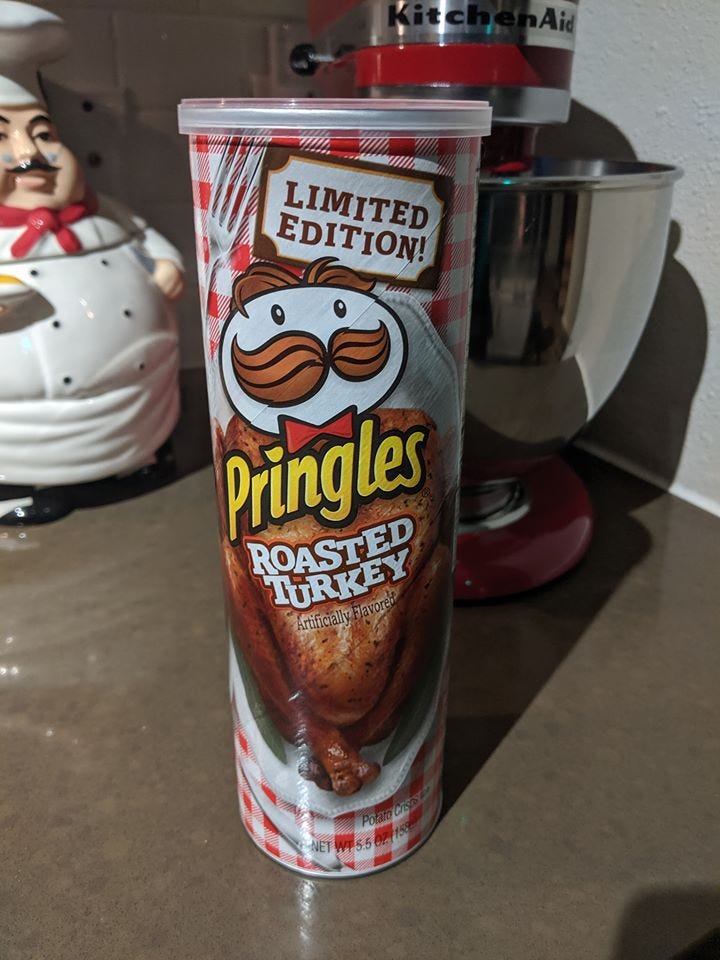 KitchenAid
LIMITED
EDITION!
Pringles
ROASTED
TURKEY
Artificially Flavored
Potato Crisps
NET WT 5.5 OZ